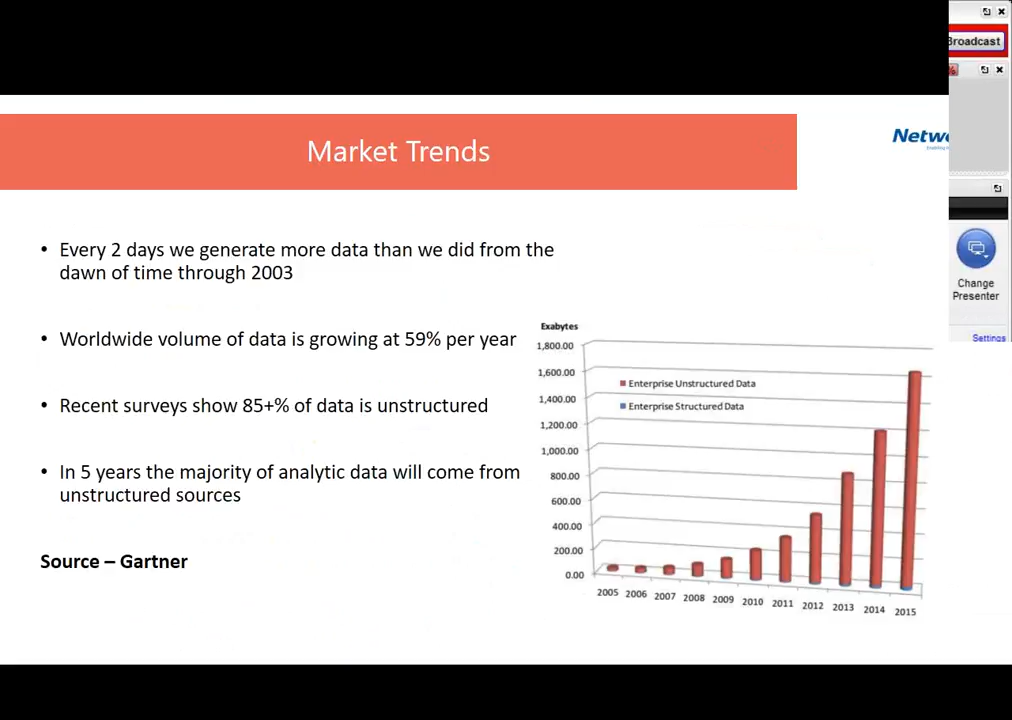 Broadcast
Market Trends
• Every 2 days we generate more data than we did from the
dawn of time through 2003
• Worldwide volume of data is growing at 59% per year
• Recent surveys show 85+% of data is unstructured
• In 5 years the majority of analytic data will come from
unstructured sources
Source – Gartner
Change
Presenter
Settings
Exabytes
1,800.00
1,600.00
1,400.00
1,200.00
1,000.00
800.00
600.00
400.00
200.00
0.00
Enterprise Unstructured Data
Enterprise Structured Data
2005 2006 2007 2008 2009 2010 2011 2012 2013 2014 2015